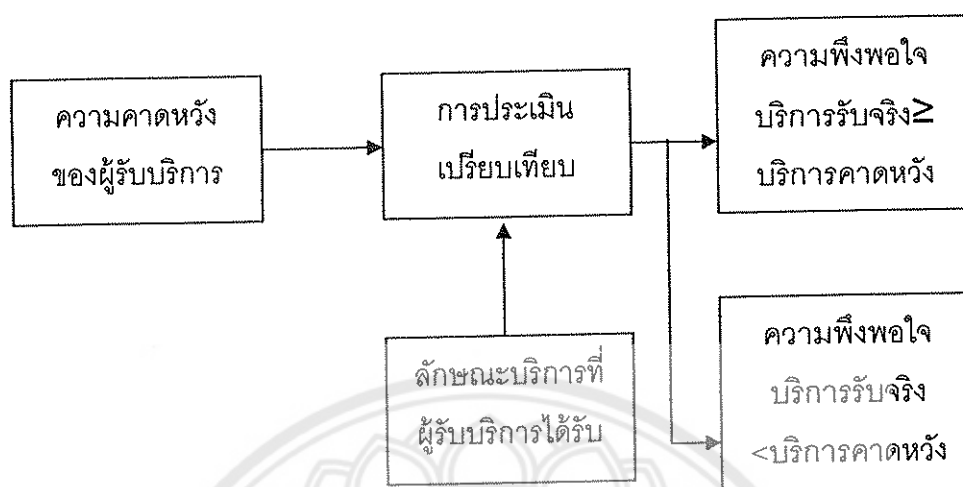 ความคาดหวัง
ของผู้รับบริการ
การประเมิน
เปรียบเทียบ
ความพึงพอใจ
บริการรับจริง≥
บริการคาดหวัง
ลักษณะบริการที่
ผู้รับบริการได้รับ
ความพึงพอใจ
บริการรับจริง
<บริการคาดหวัง